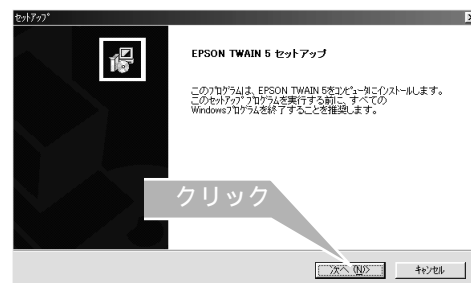 セットアップ
EPSON TWAIN 5 セットアップ
このプログラムは、EPSON TWAIN 5をコンピュータにインストールします。
このセットアップ プログラムを実行する前に、すべての
Windowsプログラムを終了することを推奨します。
クリック
次へ (N)>
キャンセル